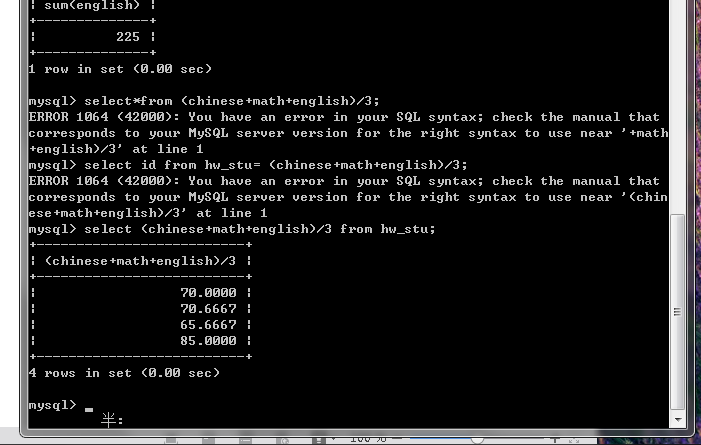 | sum(english) |
+--------------+
|          225 |
+--------------+
1 row in set (0.00 sec)
mysql> select*from (chinese+math+english)/3;
ERROR 1064 (42000): You have an error in your SQL syntax; check the manual that
corresponds to your MySQL server version for the right syntax to use near '+math
+english)/3' at line 1
mysql> select id from hw_stu= (chinese+math+english)/3;
ERROR 1064 (42000): You have an error in your SQL syntax; check the manual that
corresponds to your MySQL server version for the right syntax to use near '(chin
ese+math+english)/3' at line 1
mysql> select (chinese+math+english)/3 from hw_stu;
+--------------------------+
| (chinese+math+english)/3 |
+--------------------------+
|                  70.0000 |
|                  70.6667 |
|                  65.6667 |
|                  85.0000 |
+--------------------------+
4 rows in set (0.00 sec)
mysql> _
半:
100 %